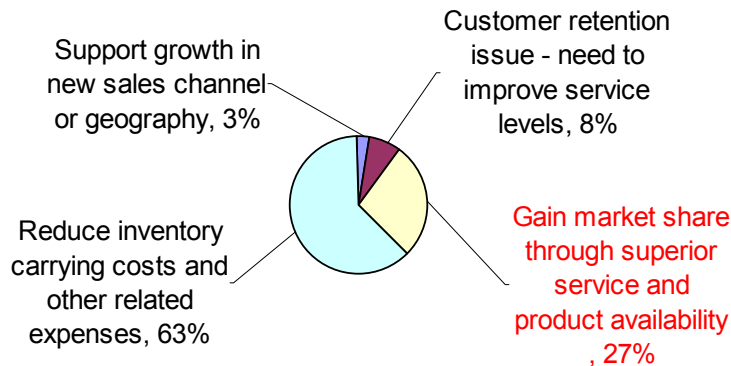 Support growth in
new sales channel
or geography, 3%
Customer retention
issue - need to
improve service
levels, 8%
Reduce inventory
carrying costs and
other related
expenses, 63%
Gain market share
through superior
service and
product availability
, 27%